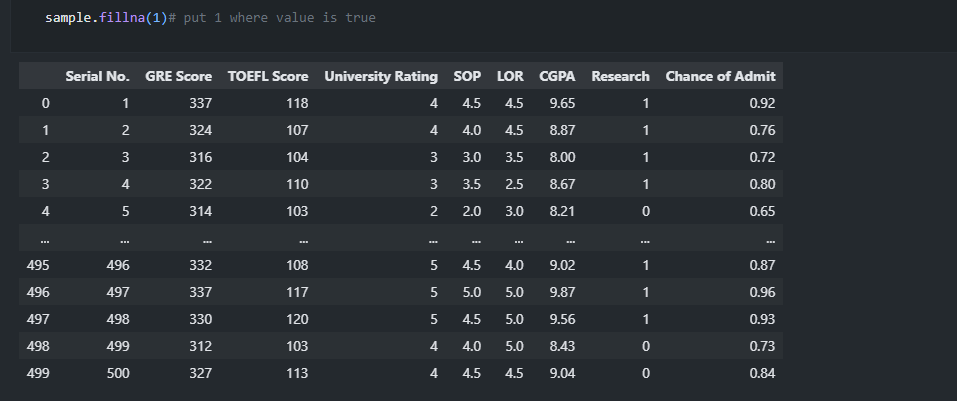 sample.fillna(1)# put 1 where value is true
Serial No. GRE Score TOEFL Score University Rating SOP LOR CGPA Research Chance of Admit
0 1 337 118 4 4.5 4.5 9.65 1 0.92
1 2 324 107 4 4.0 4.5 8.87 1 0.76
2 3 316 104 3 3.0 3.5 8.00 1 0.72
3 4 322 110 3 3.5 2.5 8.67 1 0.80
4 5 314 103 2 2.0 3.0 8.21 0 0.65
... ... ... ... ... ... ... ... ... ...
495 496 332 108 5 4.5 4.0 9.02 1 0.87
496 497 337 117 5 5.0 5.0 9.87 1 0.96
497 498 330 120 5 4.5 5.0 9.56 1 0.93
498 499 312 103 4 4.0 5.0 8.43 0 0.73
499 500 327 113 4 4.5 4.5 9.04 0 0.84